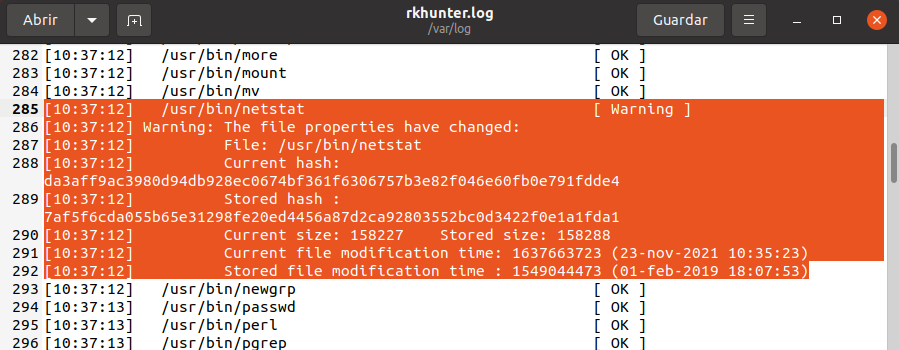 Abrir
rkhunter.log
/var/log
Guardar
282 [10:37:12]   /usr/bin/more                                   [ OK ]
283 [10:37:12]   /usr/bin/mount                                  [ OK ]
284 [10:37:12]   /usr/bin/mv                                     [ OK ]
285 [10:37:12]   /usr/bin/netstat                                [ Warning ]
286 [10:37:12] Warning: The file properties have changed:
287 [10:37:12]          File: /usr/bin/netstat
288 [10:37:12]          Current hash:
da3aff9ac3980d94db928ec0674bf361f6306757b3e82f046e60fb0e791fdde4
289 [10:37:12]          Stored hash :
7af5f6cda055b65e31298fe20ed4456a87d2ca92803552bc0d3422f0e1a1fda1
290 [10:37:12]          Current size: 158227    Stored size: 158288
291 [10:37:12]          Current file modification time: 1637663723 (23-nov-2021 10:35:23)
292 [10:37:12]          Stored file modification time : 1549044473 (01-feb-2019 18:07:53)
293 [10:37:12]   /usr/bin/newgrp                                 [ OK ]
294 [10:37:13]   /usr/bin/passwd                                 [ OK ]
295 [10:37:13]   /usr/bin/perl                                   [ OK ]
296 [10:37:13]   /usr/bin/pgrep                                  [ OK ]